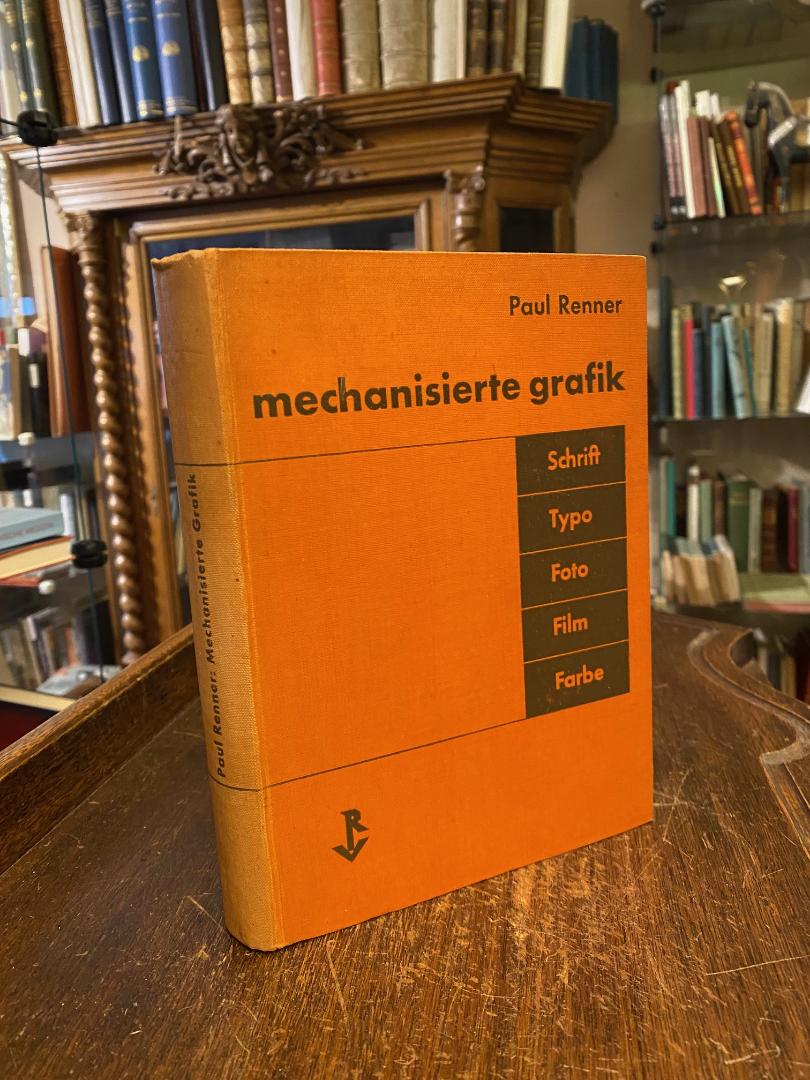 Paul Renner
mechanisierte grafik
Schrift
Typo
Foto
Film
Farbe
R
Paul Renner: Mechanisierte Grafik